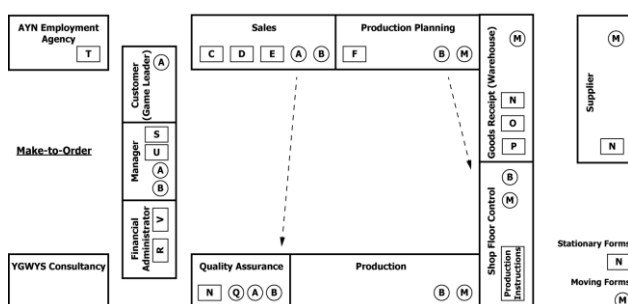 AYN Employment
Agency
T
Make-to-Order
YGWYS Consultancy
Customer
(Game Leader)
A
Manager
S
U
A
B
Financial
Administrator
V
R
Sales
C D E A B
Production Planning
F B M
Quality Assurance
N Q A B
Production
B M
Goods Receipt (Warehouse)
M
N
O
P
Shop Floor Control
B
M
Production
Instructions
Supplier
M
N
Stationary Forms
N
Moving Forms
M